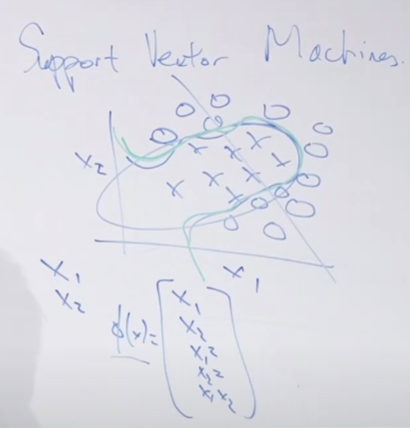 Support Vector Machines.
x₂
x₁
x₁
x₂
φ(x)=
x₁
x₂
x₁²
x₂²
x₁x₂